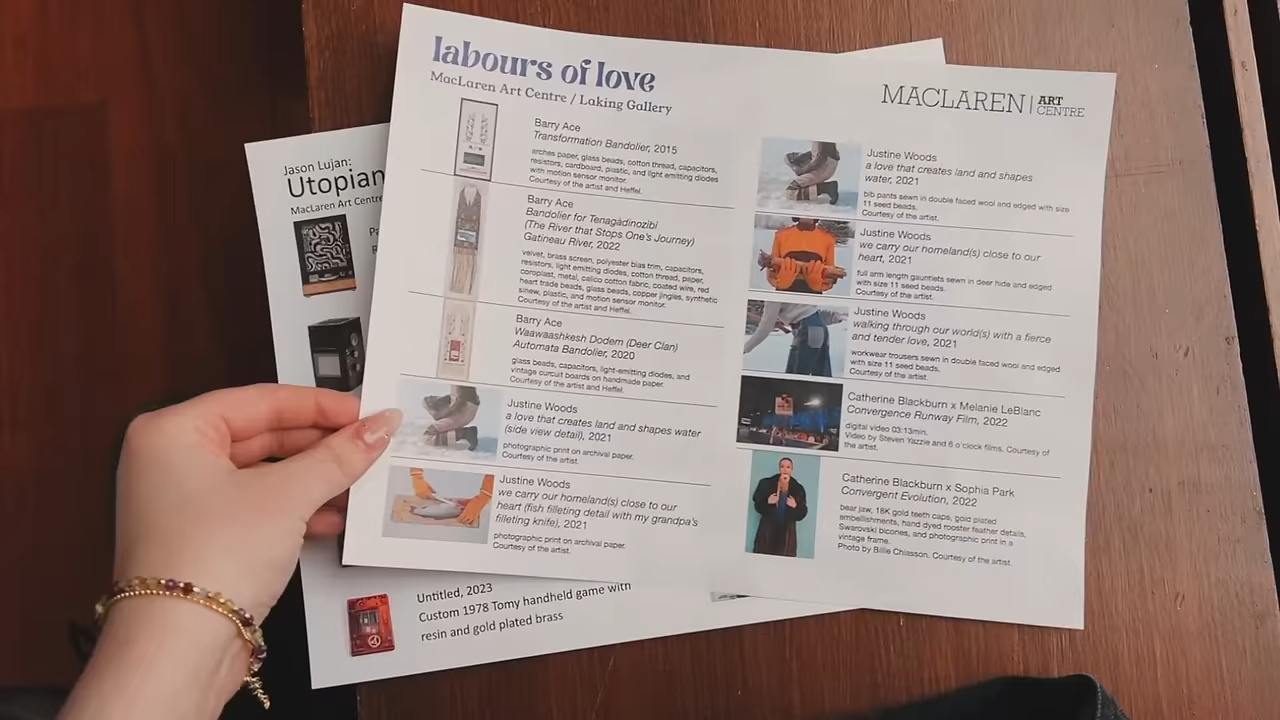 labours of love
MacLaren Art Centre / Laking Gallery
MACLAREN | ART
CENTRE
Barry Ace
Transformation Bandolier, 2015
arches paper, glass beads, cotton thread, capacitors,
resistors, cardboard, plastic, and light emitting diodes
with motion sensor monitor.
Courtesy of the artist and Heffel.
Barry Ace
Bandolier for Tenagàdinozibi
(The River that Stops One's Journey)
Gatineau River, 2022
velvet, brass screen, polyester bias trim, capacitors,
resistors, light emitting diodes, cotton thread, paper,
coroplast, metal, calico cotton fabric, coated wire, red
heart trade beads, glass beads, copper jingles, synthetic
sinew, plastic, and motion sensor monitor.
Courtesy of the artist and Heffel.
Barry Ace
Waawaashkesh Dodem (Deer Clan)
Automata Bandolier, 2020
glass beads, capacitors, light-emitting diodes, and
vintage curcuit boards on handmade paper.
Courtesy of the artist and Heffel.
Justine Woods
a love that creates land and shapes water
(side view detail), 2021
photographic print on archival paper.
Courtesy of the artist.
Justine Woods
we carry our homeland(s) close to our
heart (fish filleting detail with my grandpa's
filleting knife), 2021
photographic print on archival paper.
Courtesy of the artist.
Justine Woods
a love that creates land and shapes
water, 2021
bib pants sewn in double faced wool and edged with size
11 seed beads.
Courtesy of the artist.
Justine Woods
we carry our homeland(s) close to our
heart, 2021
full arm length gauntlets sewn in deer hide and edged
with size 11 seed beads.
Courtesy of the artist.
Justine Woods
walking through our world(s) with a fierce
and tender love, 2021
workwear trousers sewn in double faced wool and edged
with size 11 seed beads.
Courtesy of the artist.
Catherine Blackburn x Melanie LeBlanc
Convergence Runway Film, 2022
digital video 03:13min.
Video by Steven Yazzie and 6 o'clock films. Courtesy of
the artist.
Catherine Blackburn x Sophia Park
Convergent Evolution, 2022
bear jaw, 18K gold teeth caps, gold plated
embellishments, hand dyed rooster feather details,
Swarovski bicones, and photographic print in a
vintage frame.
Photo by Billie Chiasson. Courtesy of the artist.
Jason Lujan:
Utopian
MacLaren Art Centre
Untitled, 2023
Custom 1978 Tomy handheld game with
resin and gold plated brass